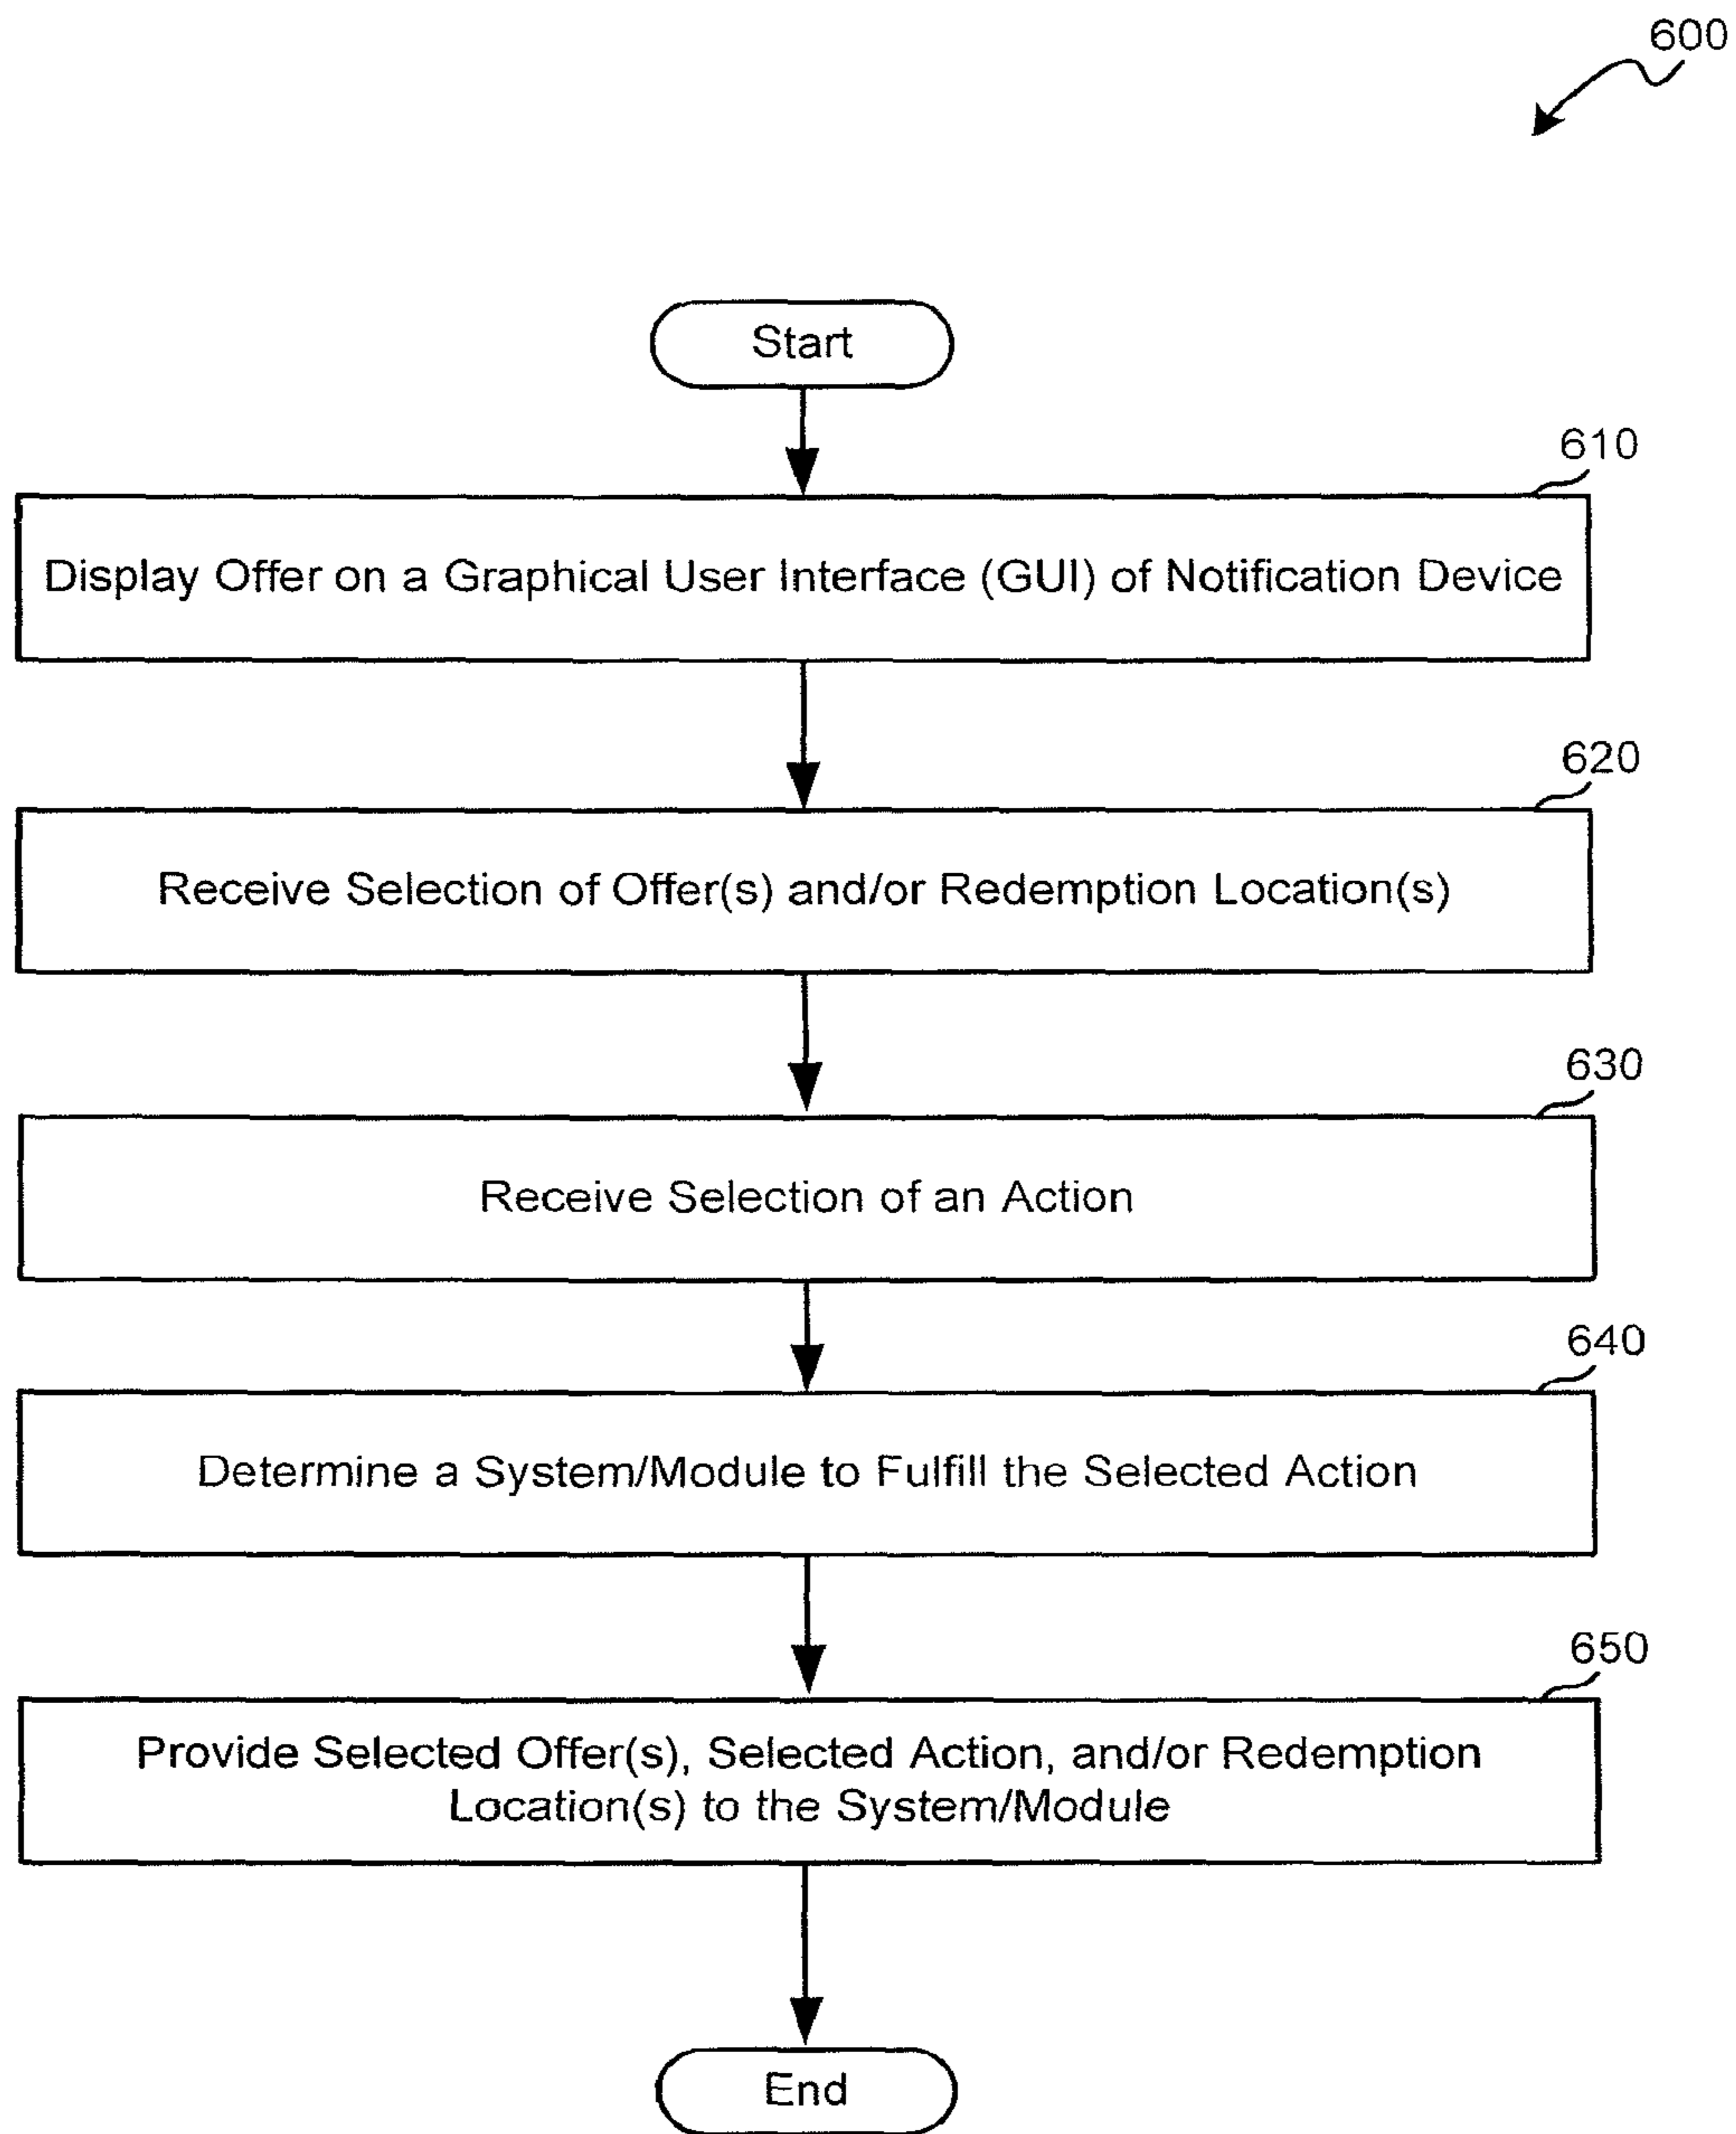 600
Start
610
Display Offer on a Graphical User Interface (GUI) of Notification Device
620
Receive Selection of Offer(s) and/or Redemption Location(s)
630
Receive Selection of an Action
640
Determine a System/Module to Fulfill the Selected Action
650
Provide Selected Offer(s), Selected Action, and/or Redemption
Location(s) to the System/Module
End